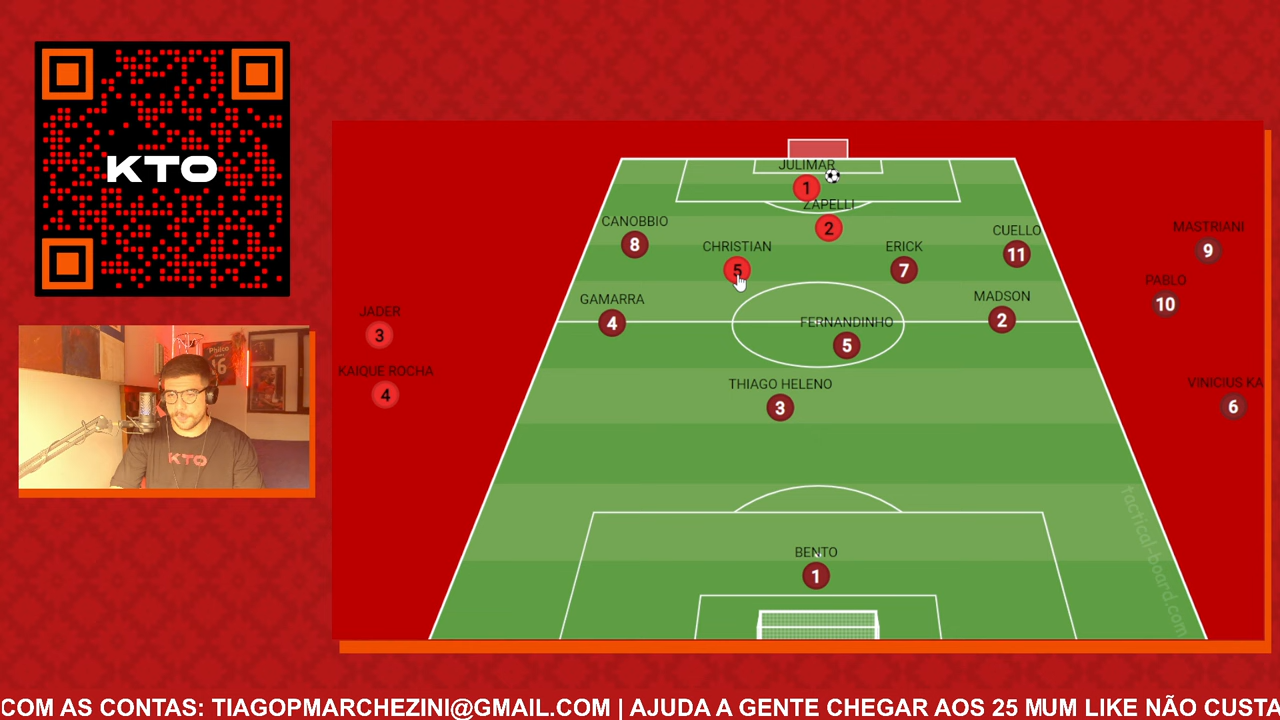 KTO
JULIMAR
1
ZAPELLI
2
CANOBBIO
8
CHRISTIAN
5
ERICK
7
CUELLO
11
MASTRIANI
9
PABLO
10
GAMARRA
4
MADSON
2
FERNANDINHO
5
JADER
3
KAIQUE ROCHA
4
THIAGO HELENO
3
VINICIUS KA
6
BENTO
1
KTO
tactical-board.com
COM AS CONTAS: TIAGOPMARCHEZINI@GMAIL.COM | AJUDA A GENTE CHEGAR AOS 25 MUM LIKE NÃO CUSTA